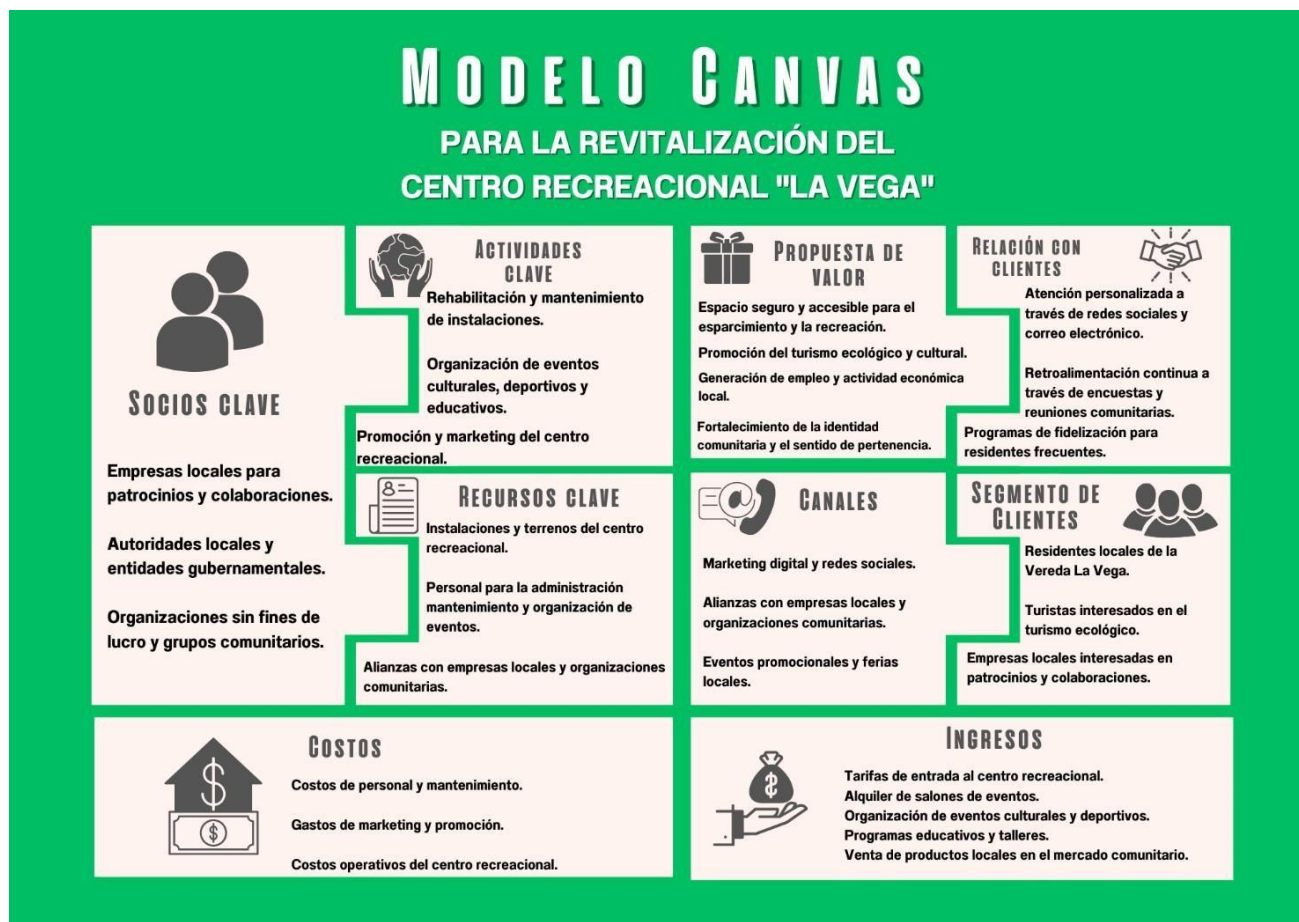 MODELO CANVAS
PARA LA REVITALIZACIÓN DEL
CENTRO RECREACIONAL "LA VEGA"
SOCIOS CLAVE
Empresas locales para
patrocinios y colaboraciones.
Autoridades locales y
entidades gubernamentales.
Organizaciones sin fines de
lucro y grupos comunitarios.
ACTIVIDADES
CLAVE
Rehabilitación y mantenimiento
de instalaciones.
Organización de eventos
culturales, deportivos y
educativos.
Promoción y marketing del centro
recreacional.
RECURSOS CLAVE
Instalaciones y terrenos del centro
recreacional.
Personal para la administración
mantenimiento y organización de
eventos.
Alianzas con empresas locales y organizaciones
comunitarias.
PROPUESTA DE
VALOR
Espacio seguro y accesible para el
esparcimiento y la recreación.
Promoción del turismo ecológico y cultural.
Generación de empleo y actividad económica
local.
Fortalecimiento de la identidad
comunitaria y el sentido de pertenencia.
CANALES
Marketing digital y redes sociales.
Alianzas con empresas locales y
organizaciones comunitarias.
Eventos promocionales y ferias
locales.
RELACIÓN CON
CLIENTES
Atención personalizada a
través de redes sociales y
correo electrónico.
Retroalimentación continua a
través de encuestas y
reuniones comunitarias.
Programas de fidelización para
residentes frecuentes.
SEGMENTO DE
CLIENTES
Residentes locales de la
Vereda La Vega.
Turistas interesados en el
turismo ecológico.
Empresas locales interesadas en
patrocinios y colaboraciones.
COSTOS
Costos de personal y mantenimiento.
Gastos de marketing y promoción.
Costos operativos del centro recreacional.
INGRESOS
Tarifas de entrada al centro recreacional.
Alquiler de salones de eventos.
Organización de eventos culturales y deportivos.
Programas educativos y talleres.
Venta de productos locales en el mercado comunitario.